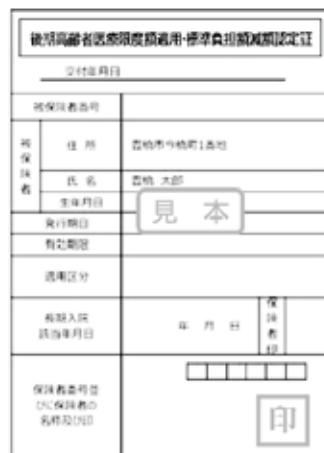 後期高齢者医療限度額適用・標準負担額減額認定証
交付年月日
被保険者番号
被保険者
住所
豊橋市今橋町1番地
氏名
豊橋 太郎
生年月日
見本
発行期日
有効期限
適用区分
長期入院
該当年月日
年 月 日
保険者印
保険者番号並
びに保険者の
名称及び印
印